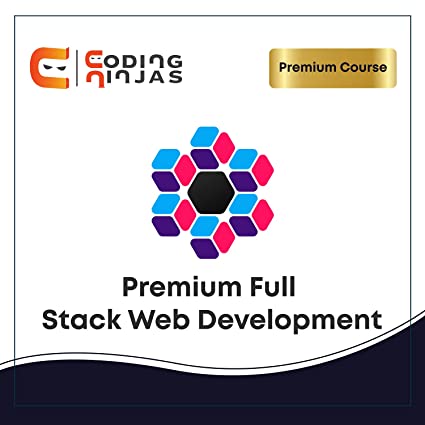 CODING
NINJAS
Premium Course
Premium Full
Stack Web Development